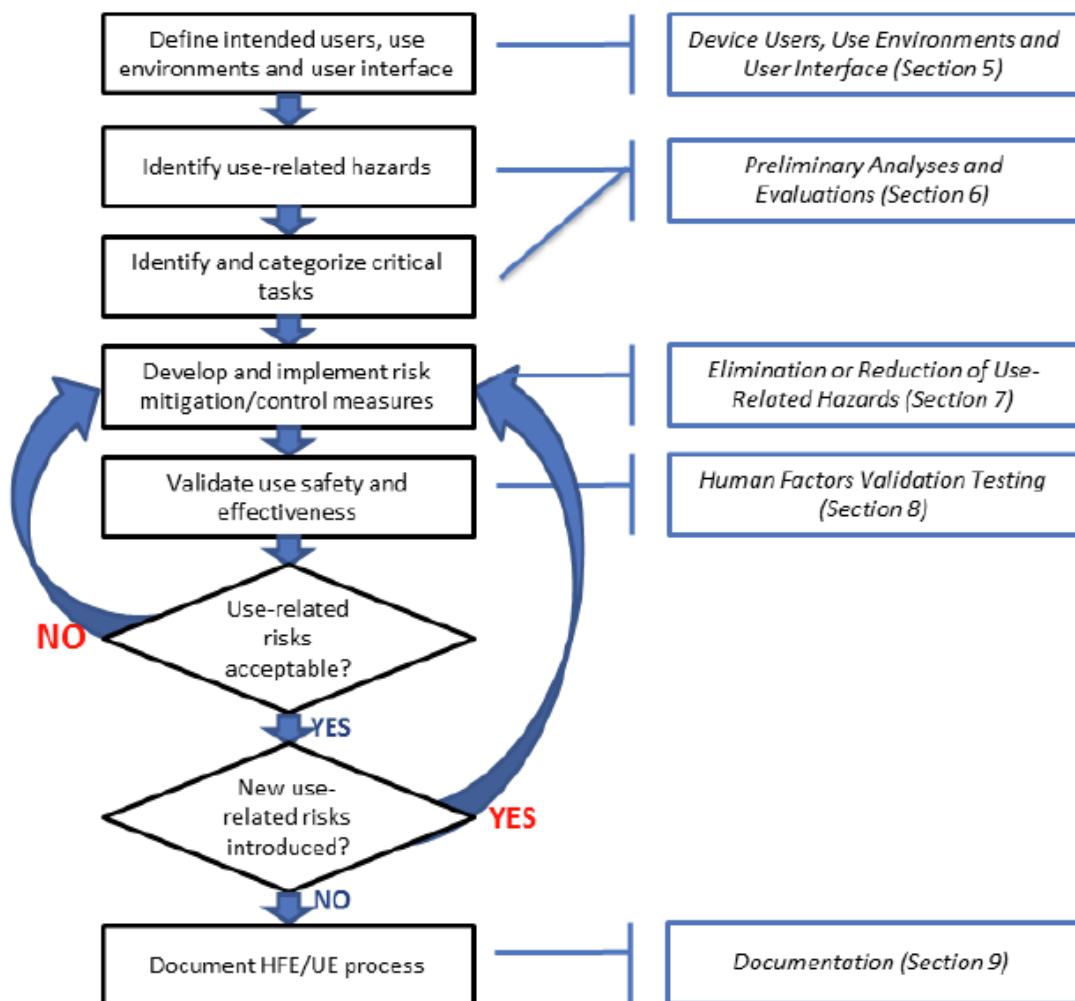 Define intended users, use
environments and user interface
Device Users, Use Environments and
User Interface (Section 5)
Identify use-related hazards
Preliminary Analyses and
Evaluations (Section 6)
Identify and categorize critical
tasks
Develop and implement risk
mitigation/control measures
Elimination or Reduction of Use-
Related Hazards (Section 7)
Validate use safety and
effectiveness
Human Factors Validation Testing
(Section 8)
Use-related
risks
acceptable?
NO
YES
New use-
related risks
introduced?
YES
NO
Document HFE/UE process
Documentation (Section 9)